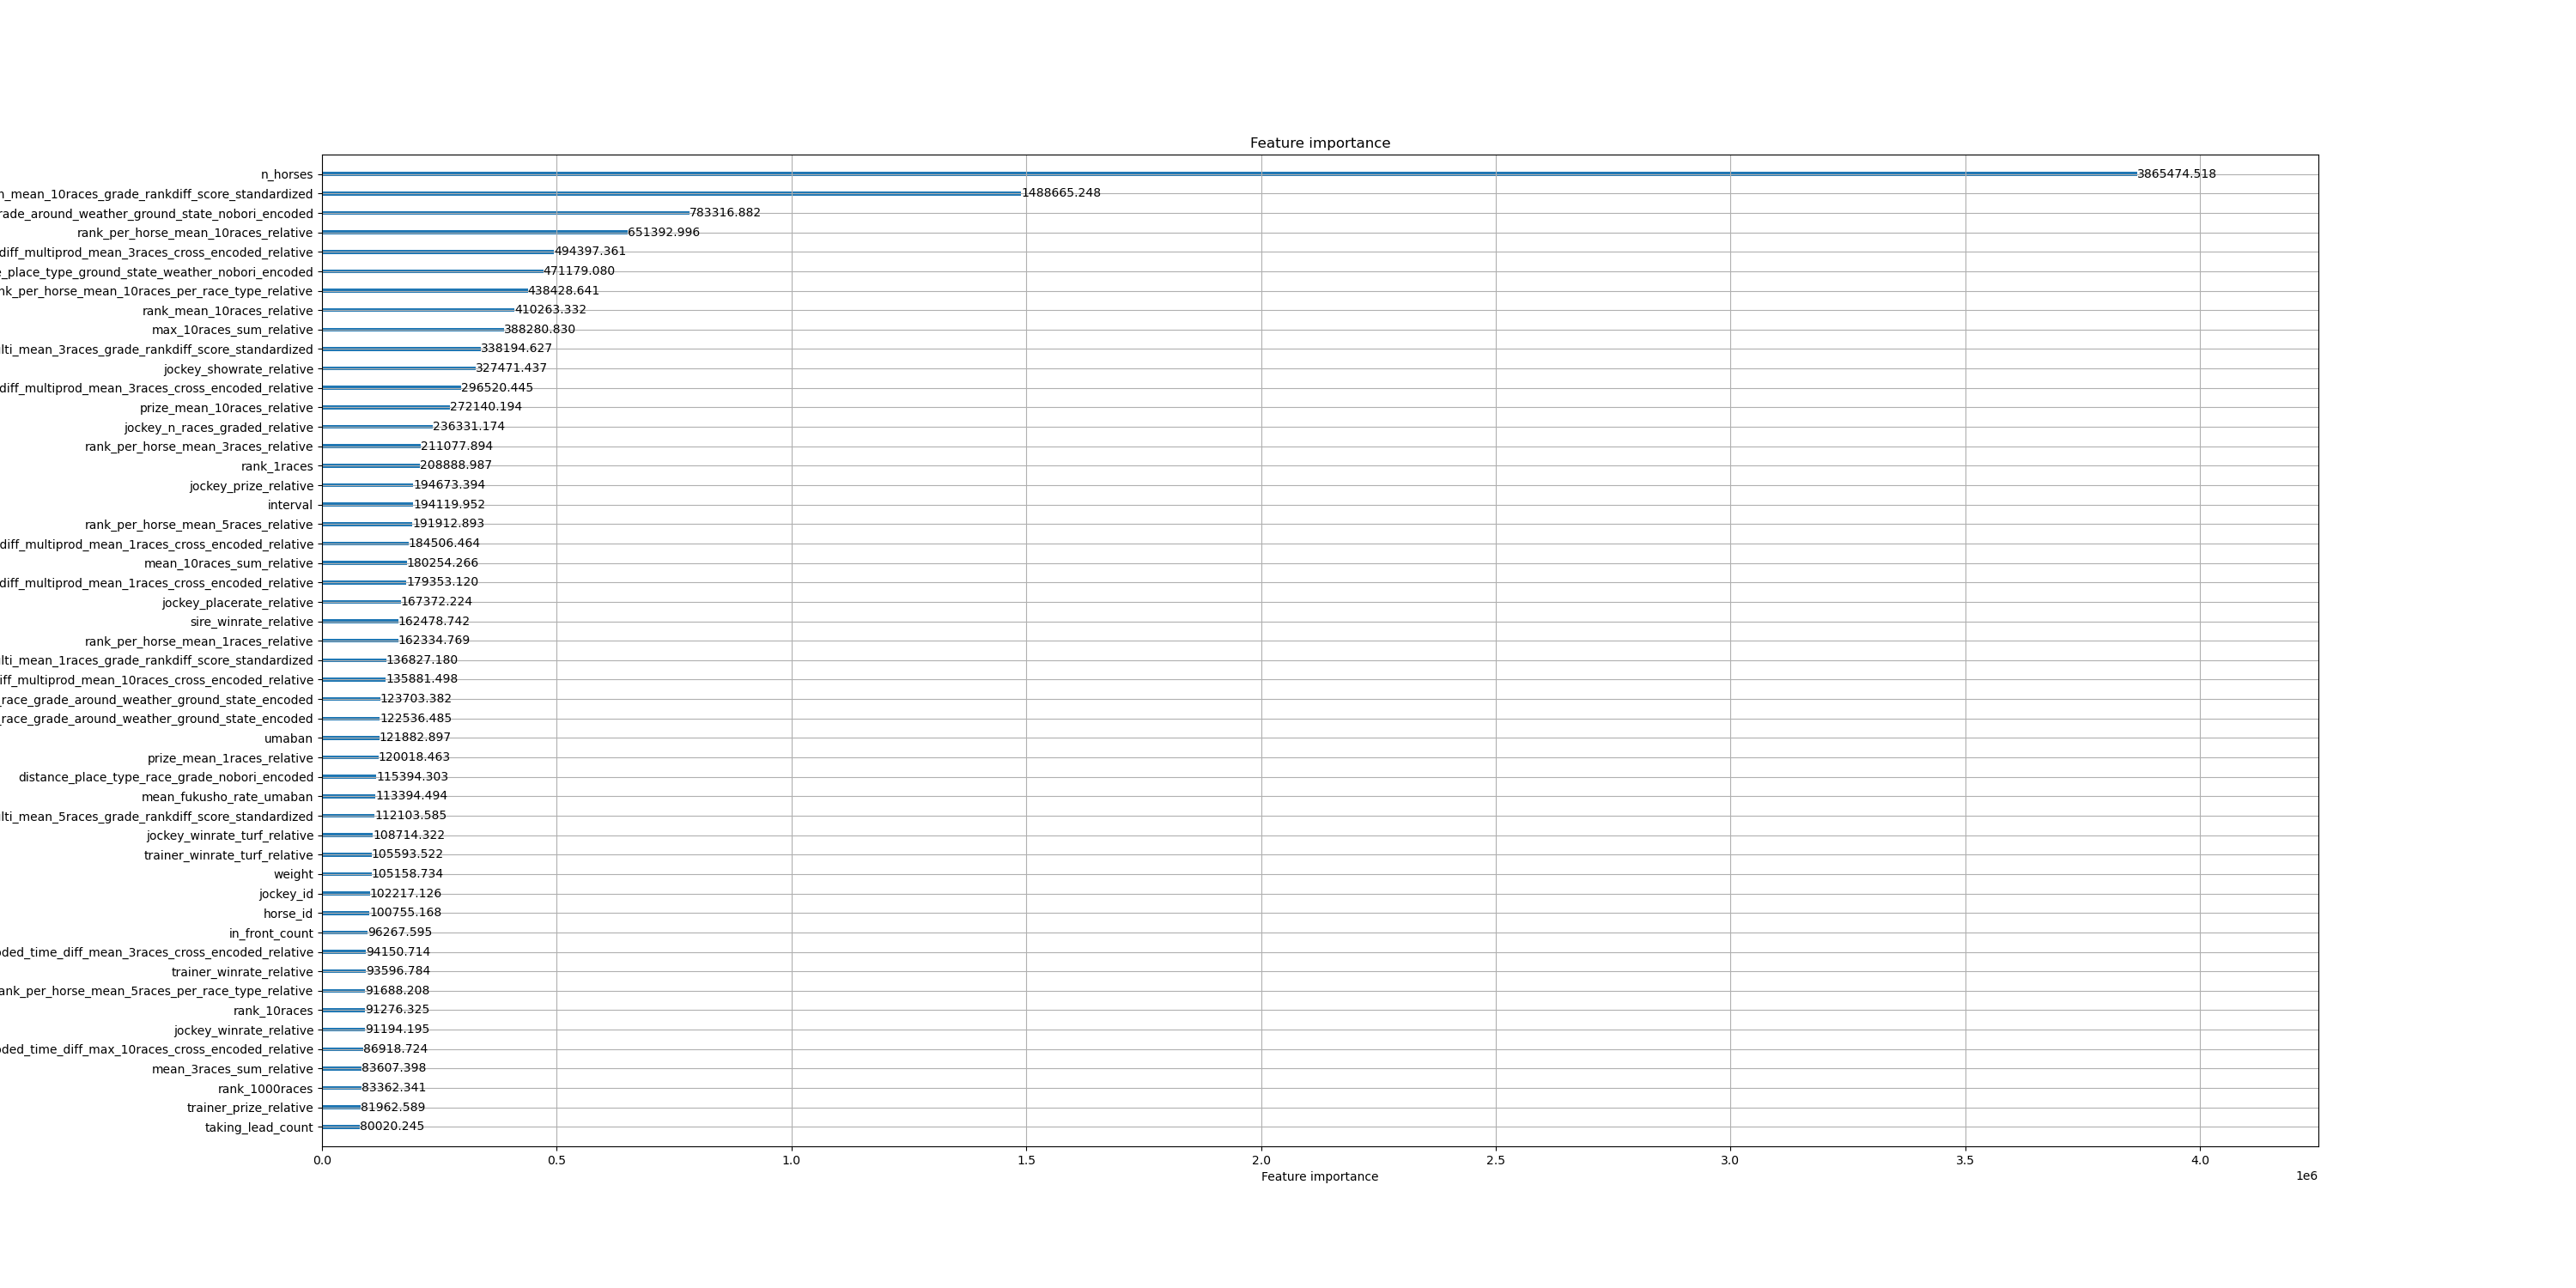 Feature importance
n_horses 3865474.518
n_mean_10races_grade_rankdiff_score_standardized 1488665.248
rade_around_weather_ground_state_nobori_encoded 783316.882
rank_per_horse_mean_10races_relative 651392.996
diff_multiprod_mean_3races_cross_encoded_relative 494397.361
e_place_type_ground_state_weather_nobori_encoded 471179.080
nk_per_horse_mean_10races_per_race_type_relative 438428.641
rank_mean_10races_relative 410263.332
max_10races_sum_relative 388280.830
lti_mean_3races_grade_rankdiff_score_standardized 338194.627
jockey_showrate_relative 327471.437
diff_multiprod_mean_3races_cross_encoded_relative 296520.445
prize_mean_10races_relative 272140.194
jockey_n_races_graded_relative 236331.174
rank_per_horse_mean_3races_relative 211077.894
rank_1races 208888.987
jockey_prize_relative 194673.394
interval 194119.952
rank_per_horse_mean_5races_relative 191912.893
diff_multiprod_mean_1races_cross_encoded_relative 184506.464
mean_10races_sum_relative 180254.266
diff_multiprod_mean_1races_cross_encoded_relative 179353.120
jockey_placerate_relative 167372.224
sire_winrate_relative 162478.742
rank_per_horse_mean_1races_relative 162334.769
lti_mean_1races_grade_rankdiff_score_standardized 136827.180
iff_multiprod_mean_10races_cross_encoded_relative 135881.498
_race_grade_around_weather_ground_state_encoded 123703.382
_race_grade_around_weather_ground_state_encoded 122536.485
umaban 121882.897
prize_mean_1races_relative 120018.463
distance_place_type_race_grade_nobori_encoded 115394.303
mean_fukusho_rate_umaban 113394.494
lti_mean_5races_grade_rankdiff_score_standardized 112103.585
jockey_winrate_turf_relative 108714.322
trainer_winrate_turf_relative 105593.522
weight 105158.734
jockey_id 102217.126
horse_id 100755.168
in_front_count 96267.595
oded_time_diff_mean_3races_cross_encoded_relative 94150.714
trainer_winrate_relative 93596.784
ank_per_horse_mean_5races_per_race_type_relative 91688.208
rank_10races 91276.325
jockey_winrate_relative 91194.195
oded_time_diff_max_10races_cross_encoded_relative 86918.724
mean_3races_sum_relative 83607.398
rank_1000races 83362.341
trainer_prize_relative 81962.589
taking_lead_count 80020.245
0.0 0.5 1.0 1.5 2.0 2.5 3.0 3.5 4.0
Feature importance
1e6